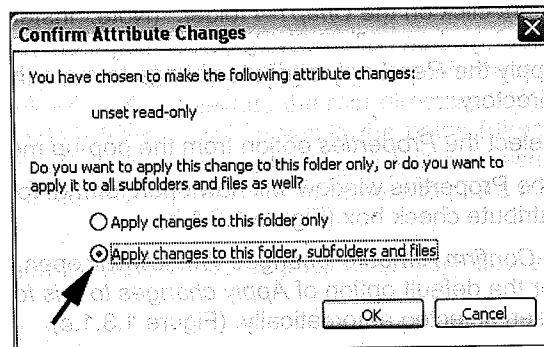 Confirm Attribute Changes
You have chosen to make the following attribute changes:
unset read-only
Do you want to apply this change to this folder only, or do you want to
apply it to all subfolders and files as well?
Apply changes to this folder only
Apply changes to this folder, subfolders and files
OK
Cancel